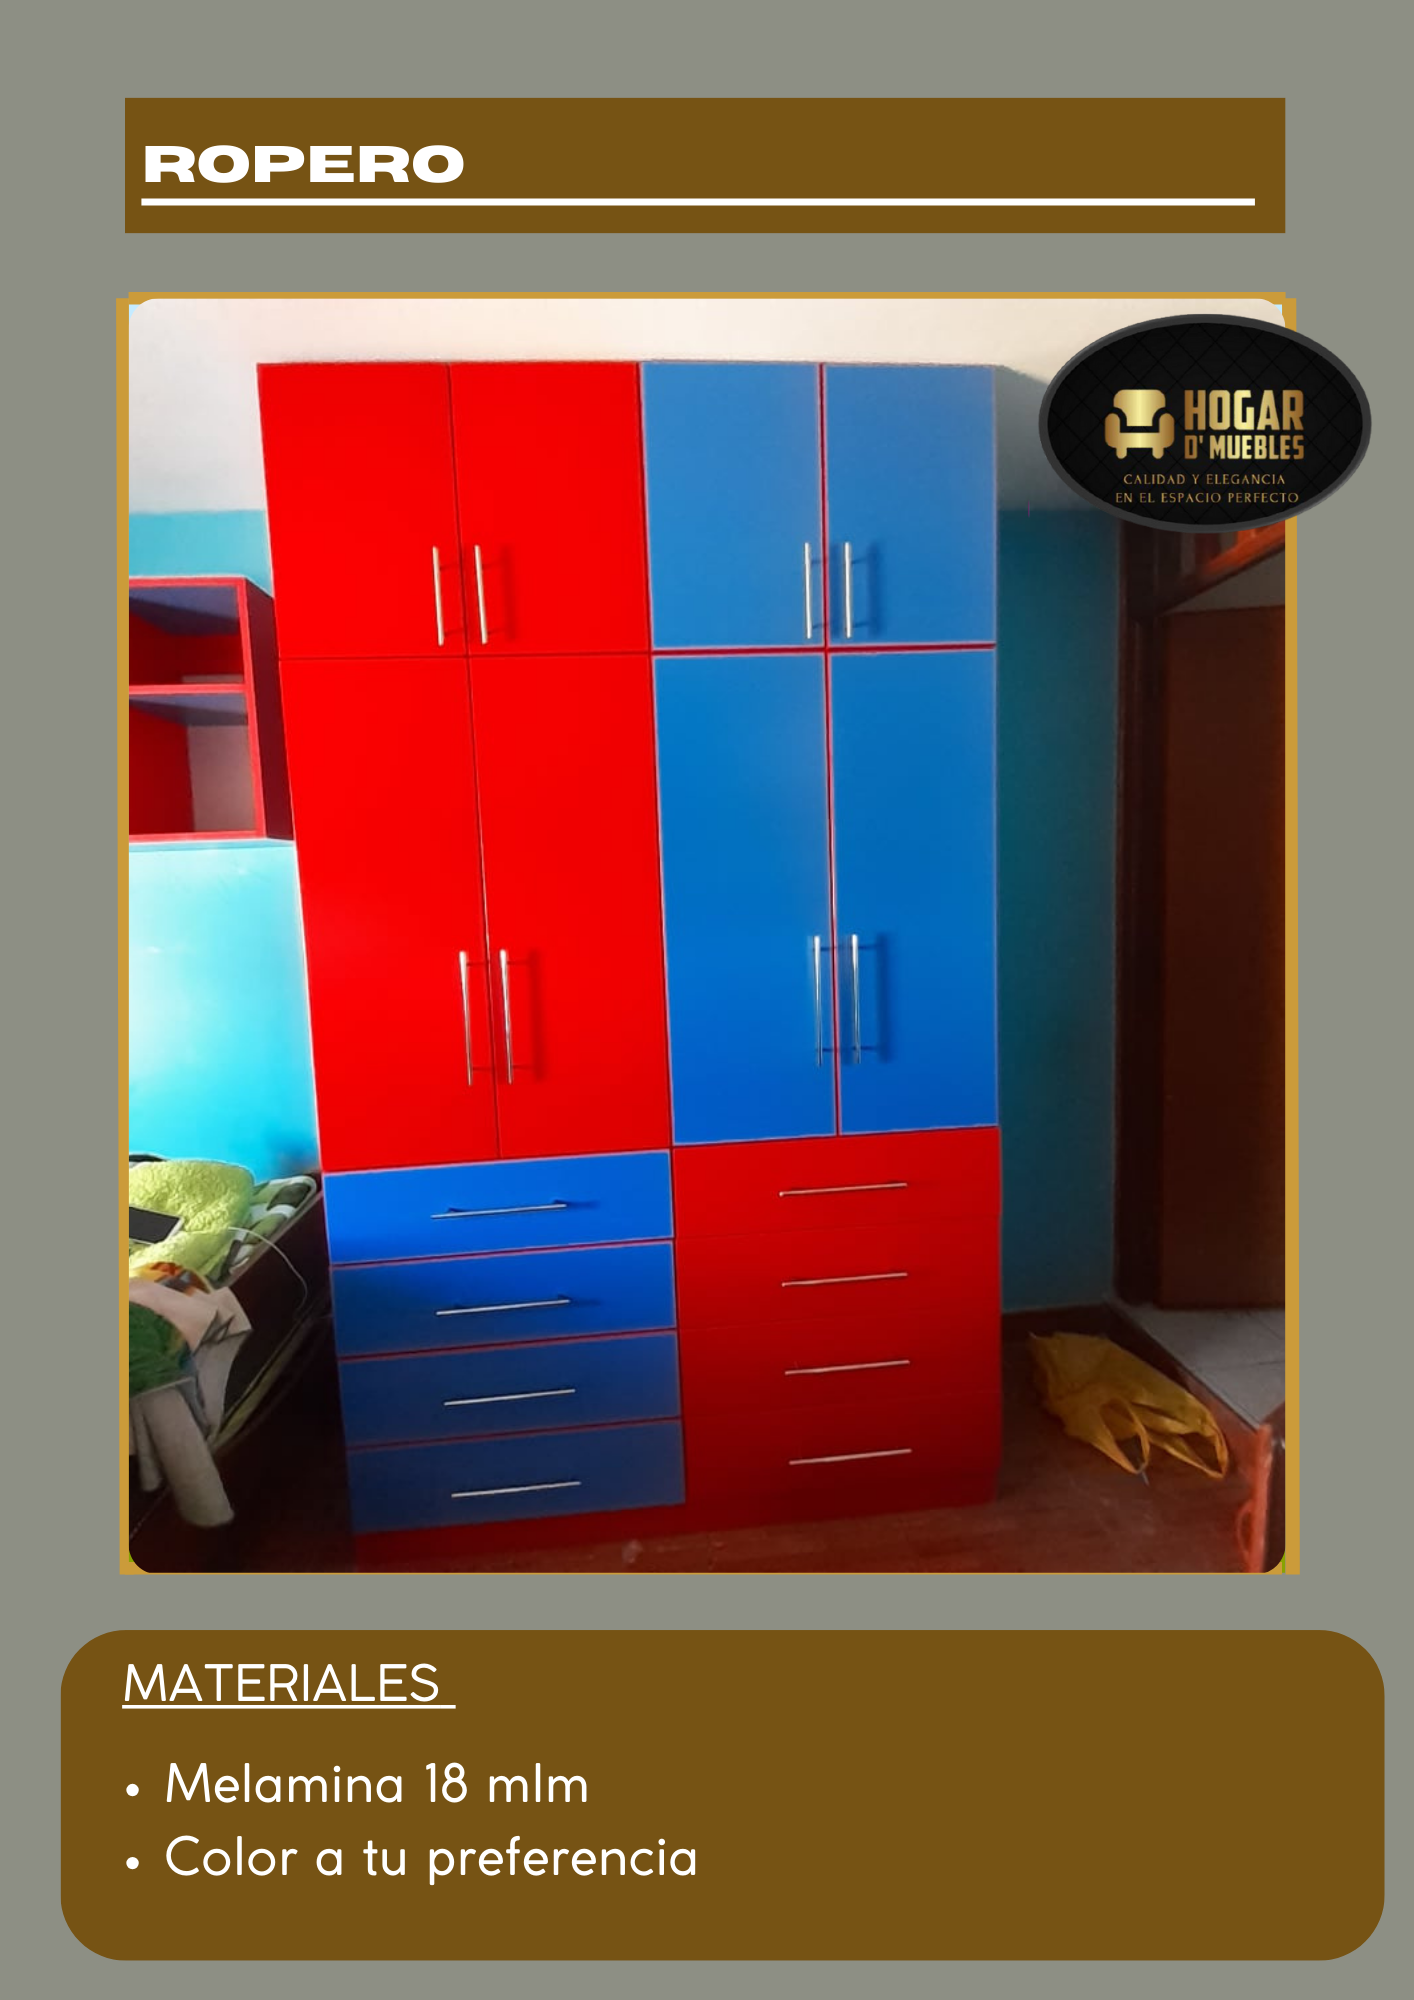 ROPERO
HOGAR
D' MUEBLES
CALIDAD Y ELEGANCIA
EN EL ESPACIO PERFECTO
MATERIALES
• Melamina 18 mlm
• Color a tu preferencia